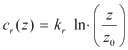 c_r(z) = k_r ln·(z/z_0)